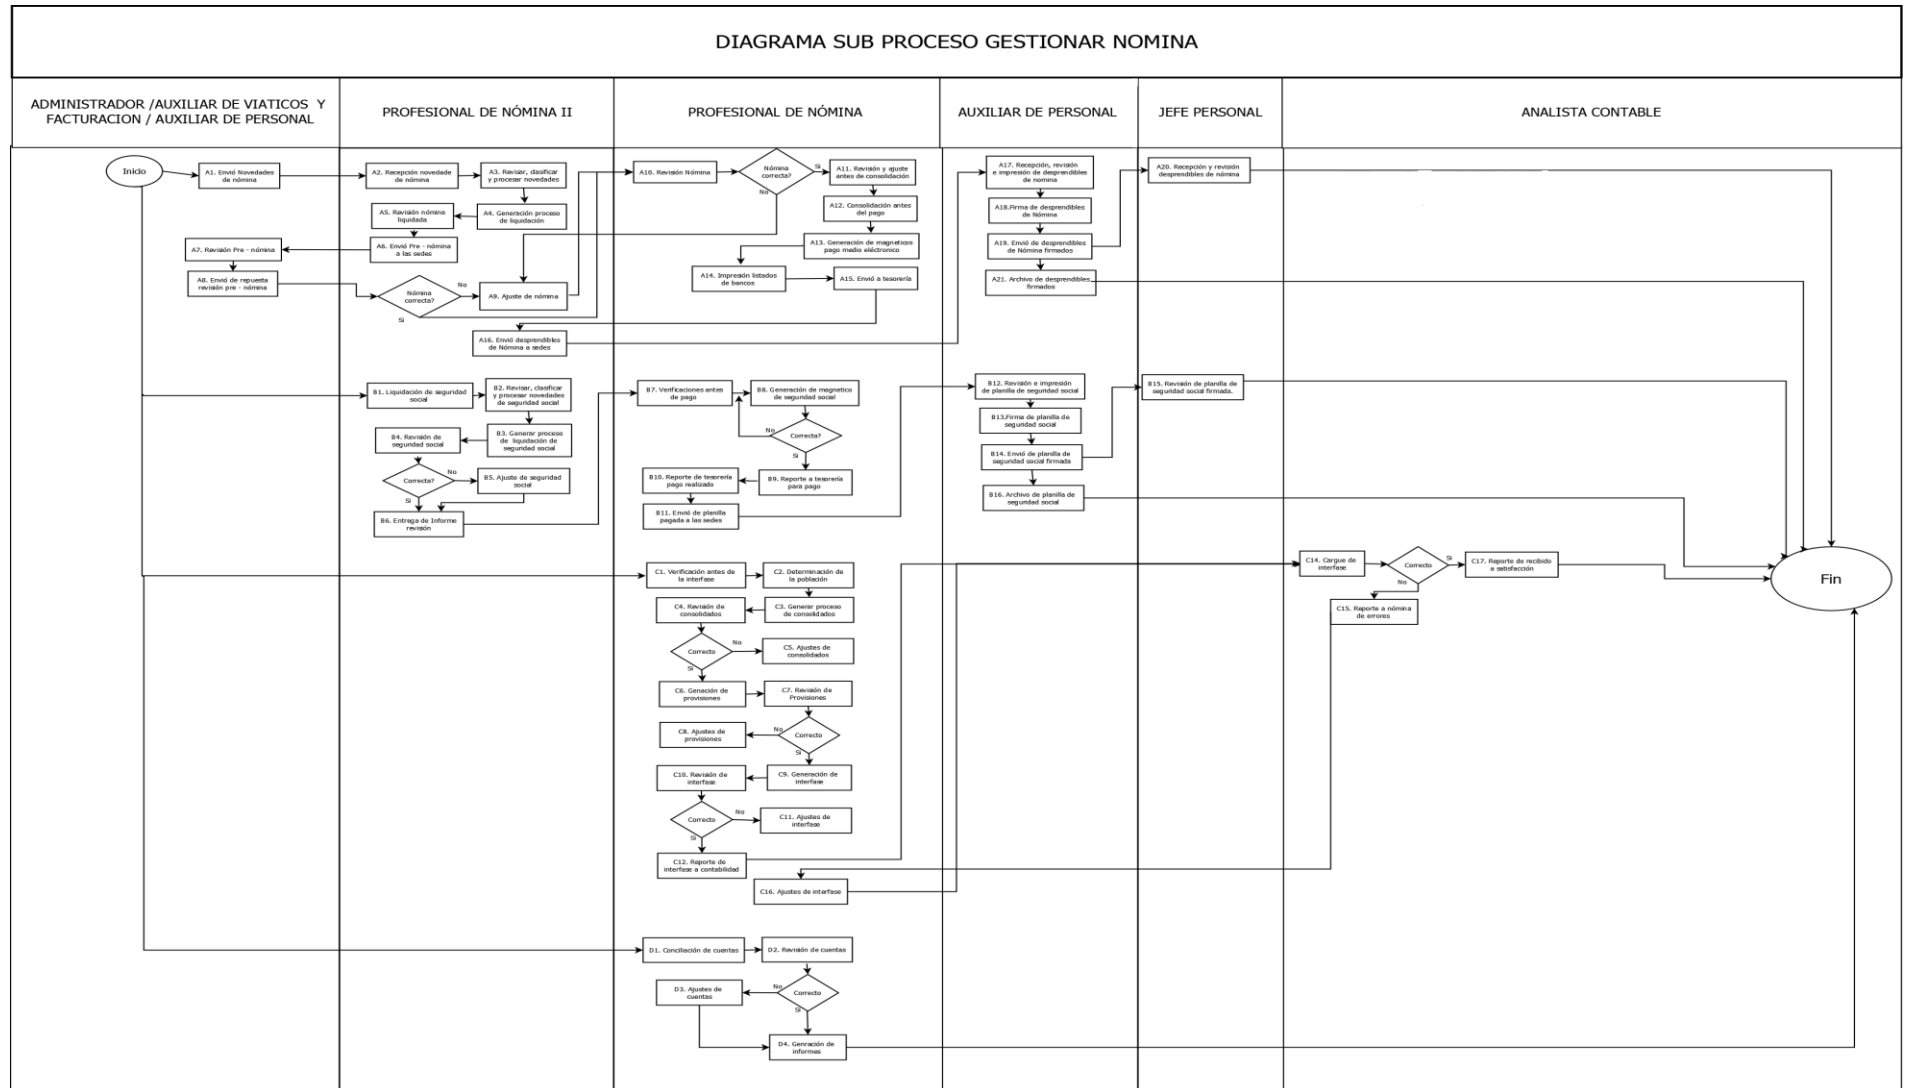 DIAGRAMA SUB PROCESO GESTIONAR NOMINA
ADMINISTRADOR /AUXILIAR DE VIATICOS Y
FACTURACION / AUXILIAR DE PERSONAL
PROFESIONAL DE NÓMINA II
PROFESIONAL DE NÓMINA
AUXILIAR DE PERSONAL
JEFE PERSONAL
ANALISTA CONTABLE
Inicio
A1. Envió Novedades
de nómina
A2. Recepción novedade
de nómina
A3. Revisar, clasificar
y procesar novedades
A4. Generación proceso
de liquidación
A5. Revisión nómina
liquidada
A6. Envió Pre - nómina
a las sedes
A7. Revisión Pre - nómina
A8. Envió de repuesta
revisión pre - nómina
Nómina
correcta?
No
Si
A9. Ajuste de nómina
A10. Revisión Nómina
Nómina
correcta?
Si
No
A11. Revisión y ajuste
antes de consolidación
A12. Consolidación antes
del pago
A13. Generación de magneticos
pago medio eléctronico
A14. Impresión listados
de bancos
A15. Envió a tesorería
A16. Envió desprendibles
de Nómina a sedes
A17. Recepción, revisión
e impresión de desprendibles
de nomina
A18.Firma de desprendibles
de Nómina
A19. Envió de desprendibles
de Nómina firmados
A21. Archivo de desprendibles
firmados
A20. Recepción y revisión
desprendibles de nómina
B1. Liquidación de seguridad
social
B2. Revisar, clasificar
y procesar novedades
de seguridad social
B3. Generar proceso
de liquidación de
seguridad social
B4. Revisión de
seguridad social
Correcta?
No
Si
B5. Ajuste de seguridad
social
B6. Entrega de Informe
revisión
B7. Verificaciones antes
de pago
B8. Generación de magnetico
de seguridad social
Correcta?
No
Si
B9. Reporte a tesorería
para pago
B10. Reporte de tesorería
pago realizado
B11. Envió de planilla
pagada a las sedes
B12. Revisión e impresión
de planilla de seguridad social
B13.Firma de planilla de
seguridad social
B14. Envió de planilla de
seguridad social firmada
B16. Archivo de planilla de
seguridad social
B15. Revisión de planilla de
seguridad social firmada.
C1. Verificación antes de
la interfase
C2. Determinación de
la población
C3. Generar proceso
de consolidados
C4. Revisión de
consolidados
Correcto
No
Si
C5. Ajustes de
consolidados
C6. Genación de
provisiones
C7. Revisión de
Provisiones
Correcto
No
Si
C8. Ajustes de
provisiones
C9. Generación de
interfase
C10. Revisión de
interfase
Correcto
No
Si
C11. Ajustes de
interfase
C12. Reporte de
interfase a contabilidad
C16. Ajustes de interfase
C14. Cargue de
interfase
Correcto
Si
No
C17. Reporte de recibido
a satisfacción
C15. Reporte a nómina
de errores
Fin
D1. Conciliación de cuentas
D2. Revisión de cuentas
Correcto
No
Si
D3. Ajustes de
cuentas
D4. Genración de
informes